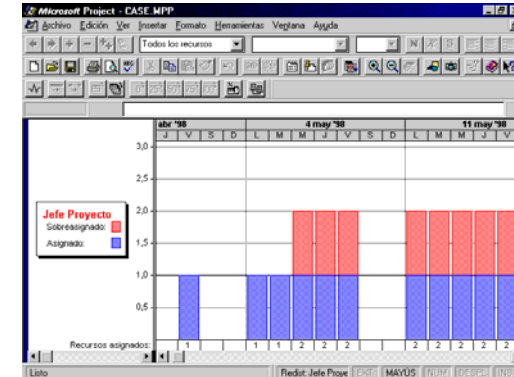 Microsoft Project - CASE.MPP
Archivo Edición Ver Insertar Formato Herramientas Ventana Ayuda
Todos los recursos N K S
abr '98 4 may '98 11 may '98
J V S D L M M J V S D L M M J V
3,0
2,5
Jefe Proyecto
2,0
Sobreasignado:
Asignado:
1,5
1,0
0,5
Recursos asignados: 1 1 1 2 2 2 2 2 2 2 2
Listo Redist: Jefe Proye EXT MAYÚS NUM DESPL